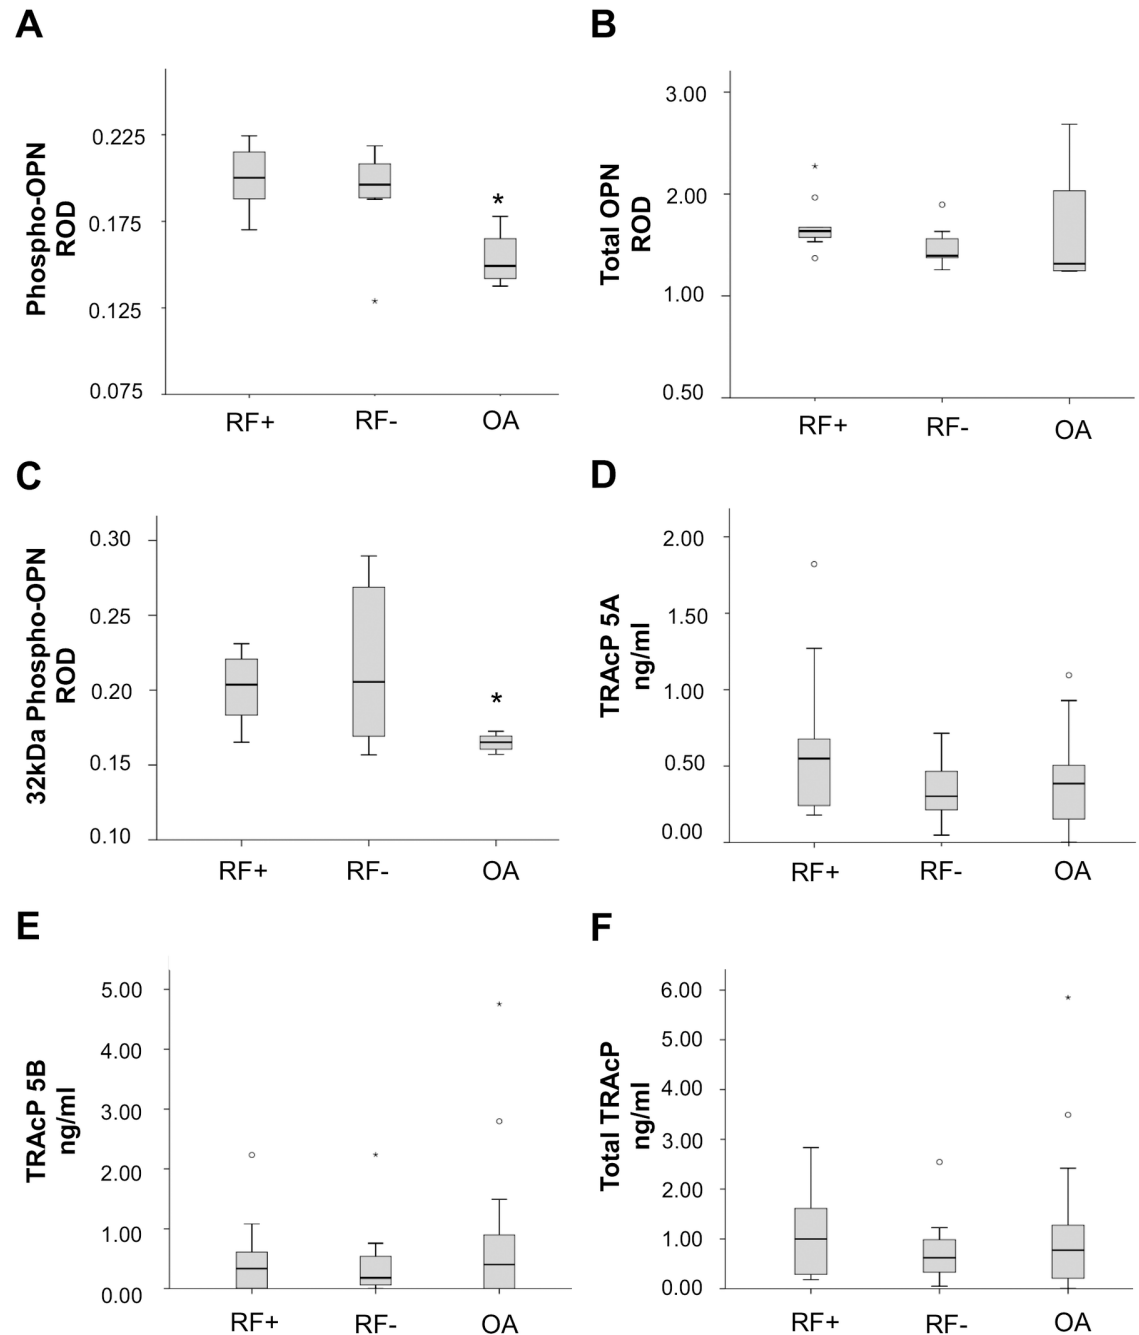 A
Phospho-OPN
ROD
0.225
0.175
0.125
0.075
RF+
RF-
OA
*
*
B
Total OPN
ROD
3.00
2.00
1.00
0.50
RF+
RF-
OA
*
C
32kDa Phospho-OPN
ROD
0.30
0.25
0.20
0.15
0.10
RF+
RF-
OA
*
D
TRAcP 5A
ng/ml
2.00
1.50
1.00
0.50
0.00
RF+
RF-
OA
E
TRAcP 5B
ng/ml
5.00
4.00
3.00
2.00
1.00
0.00
RF+
RF-
OA
*
*
F
Total TRAcP
ng/ml
6.00
5.00
4.00
3.00
2.00
1.00
0.00
RF+
RF-
OA
*